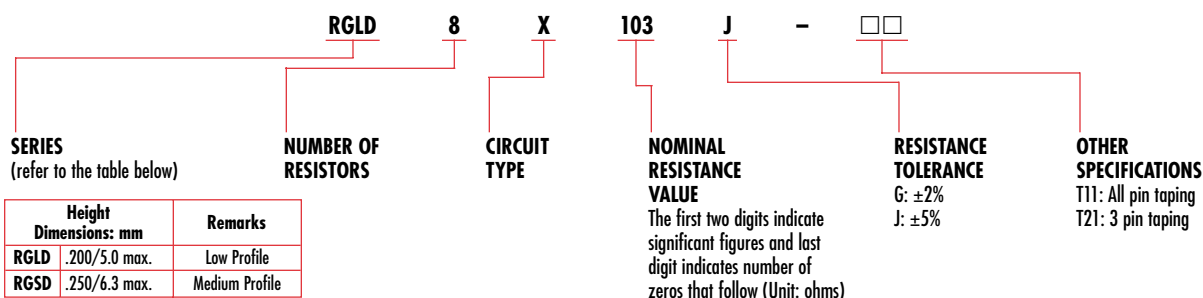 RGLD 8 X 103 J – □□
SERIES
(refer to the table below)
NUMBER OF
RESISTORS
CIRCUIT
TYPE
NOMINAL
RESISTANCE
VALUE
The first two digits indicate
significant figures and last
digit indicates number of
zeros that follow (Unit: ohms)
RESISTANCE
TOLERANCE
G: ±2%
J: ±5%
OTHER
SPECIFICATIONS
T11: All pin taping
T21: 3 pin taping
Height
Dimensions: mm
Remarks
RGLD .200/5.0 max. Low Profile
RGSD .250/6.3 max. Medium Profile